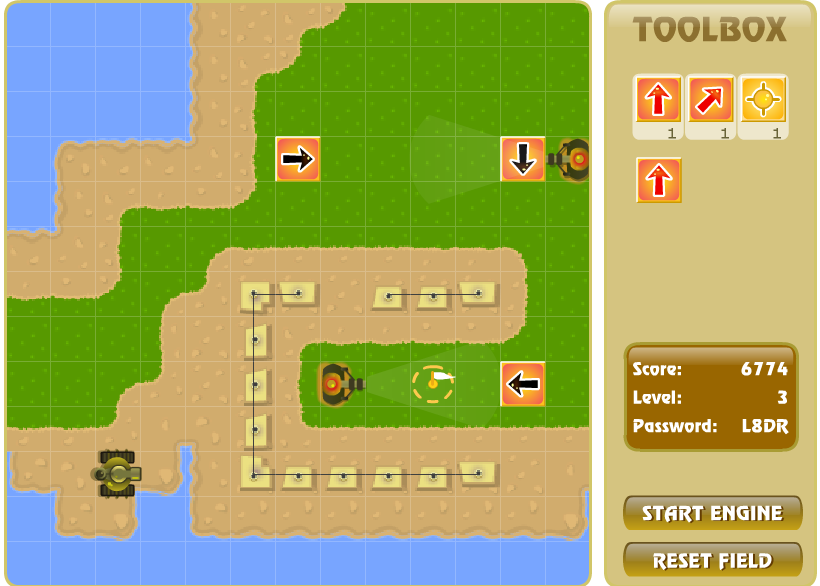 TOOLBOX
1 1 1
Score: 6774
Level: 3
Password: L8DR
START ENGINE
RESET FIELD